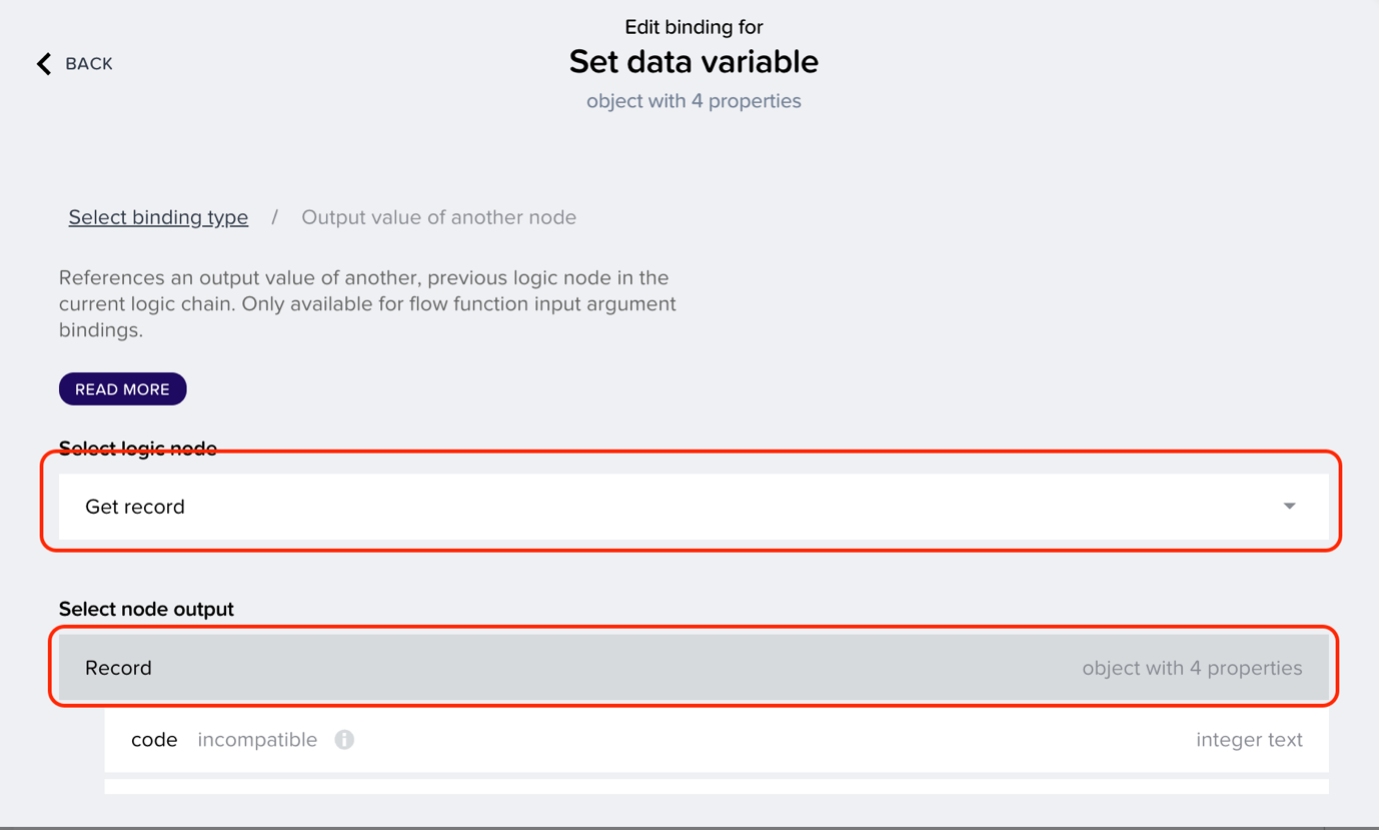 Edit binding for
BACK
Set data variable
object with 4 properties
Select binding type / Output value of another node
References an output value of another, previous logic node in the
current logic chain. Only available for flow function input argument
bindings.
READ MORE
Select logic node
Get record
Select node output
Record object with 4 properties
code incompatible i integer text